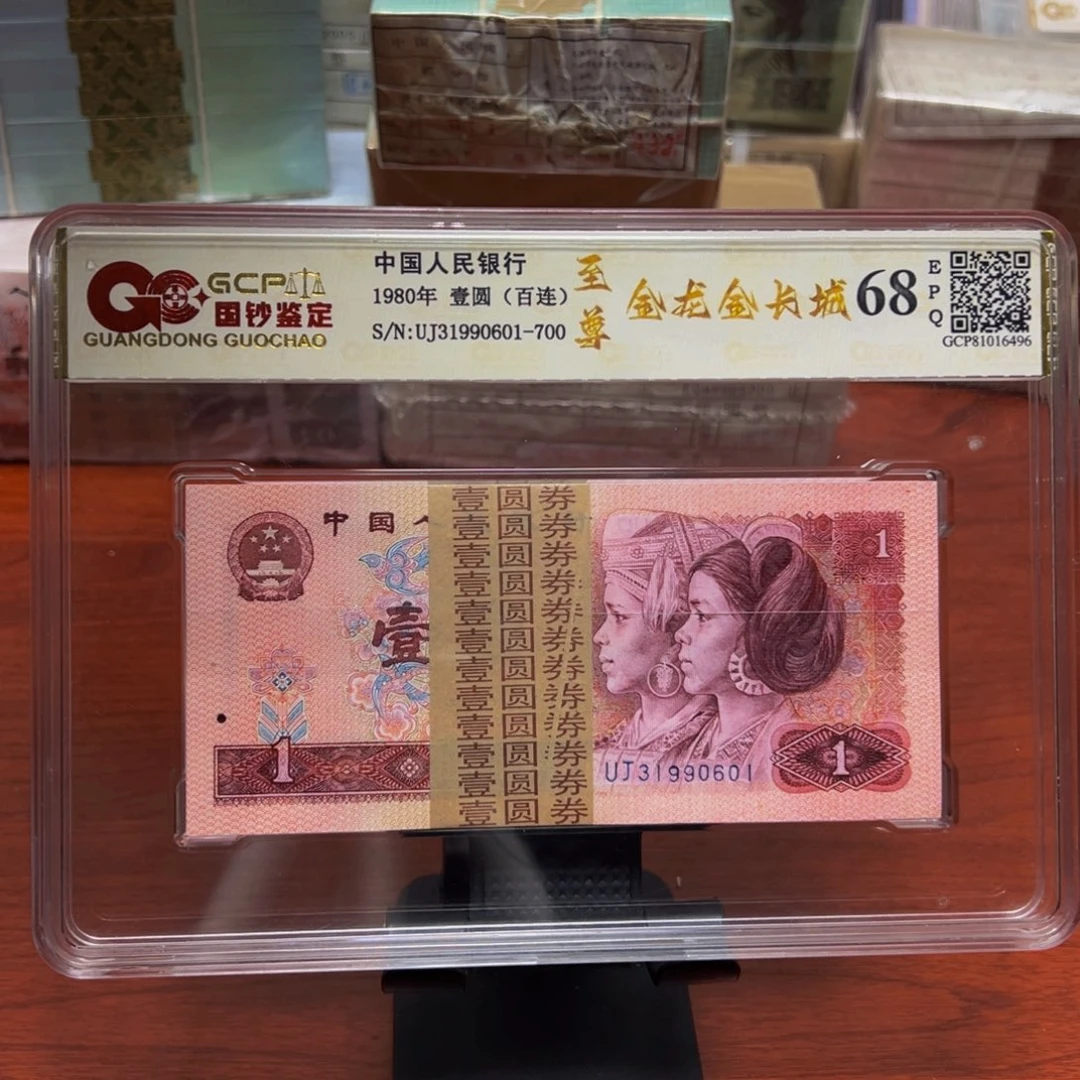 GCP
国钞鉴定
GUANGDONG GUOCHAO
中国人民银行
1980年 壹圆（百连）
S/N:UJ31990601-700
至尊
金龙金长城
68
EPQ
GCP81016496
中国人
壹
1
1
1
UJ31990601
壹圆券
壹圆券
壹圆券
壹圆券
壹圆券
壹圆券
壹圆券
壹圆券
壹圆券
壹圆券
壹圆券
壹圆券